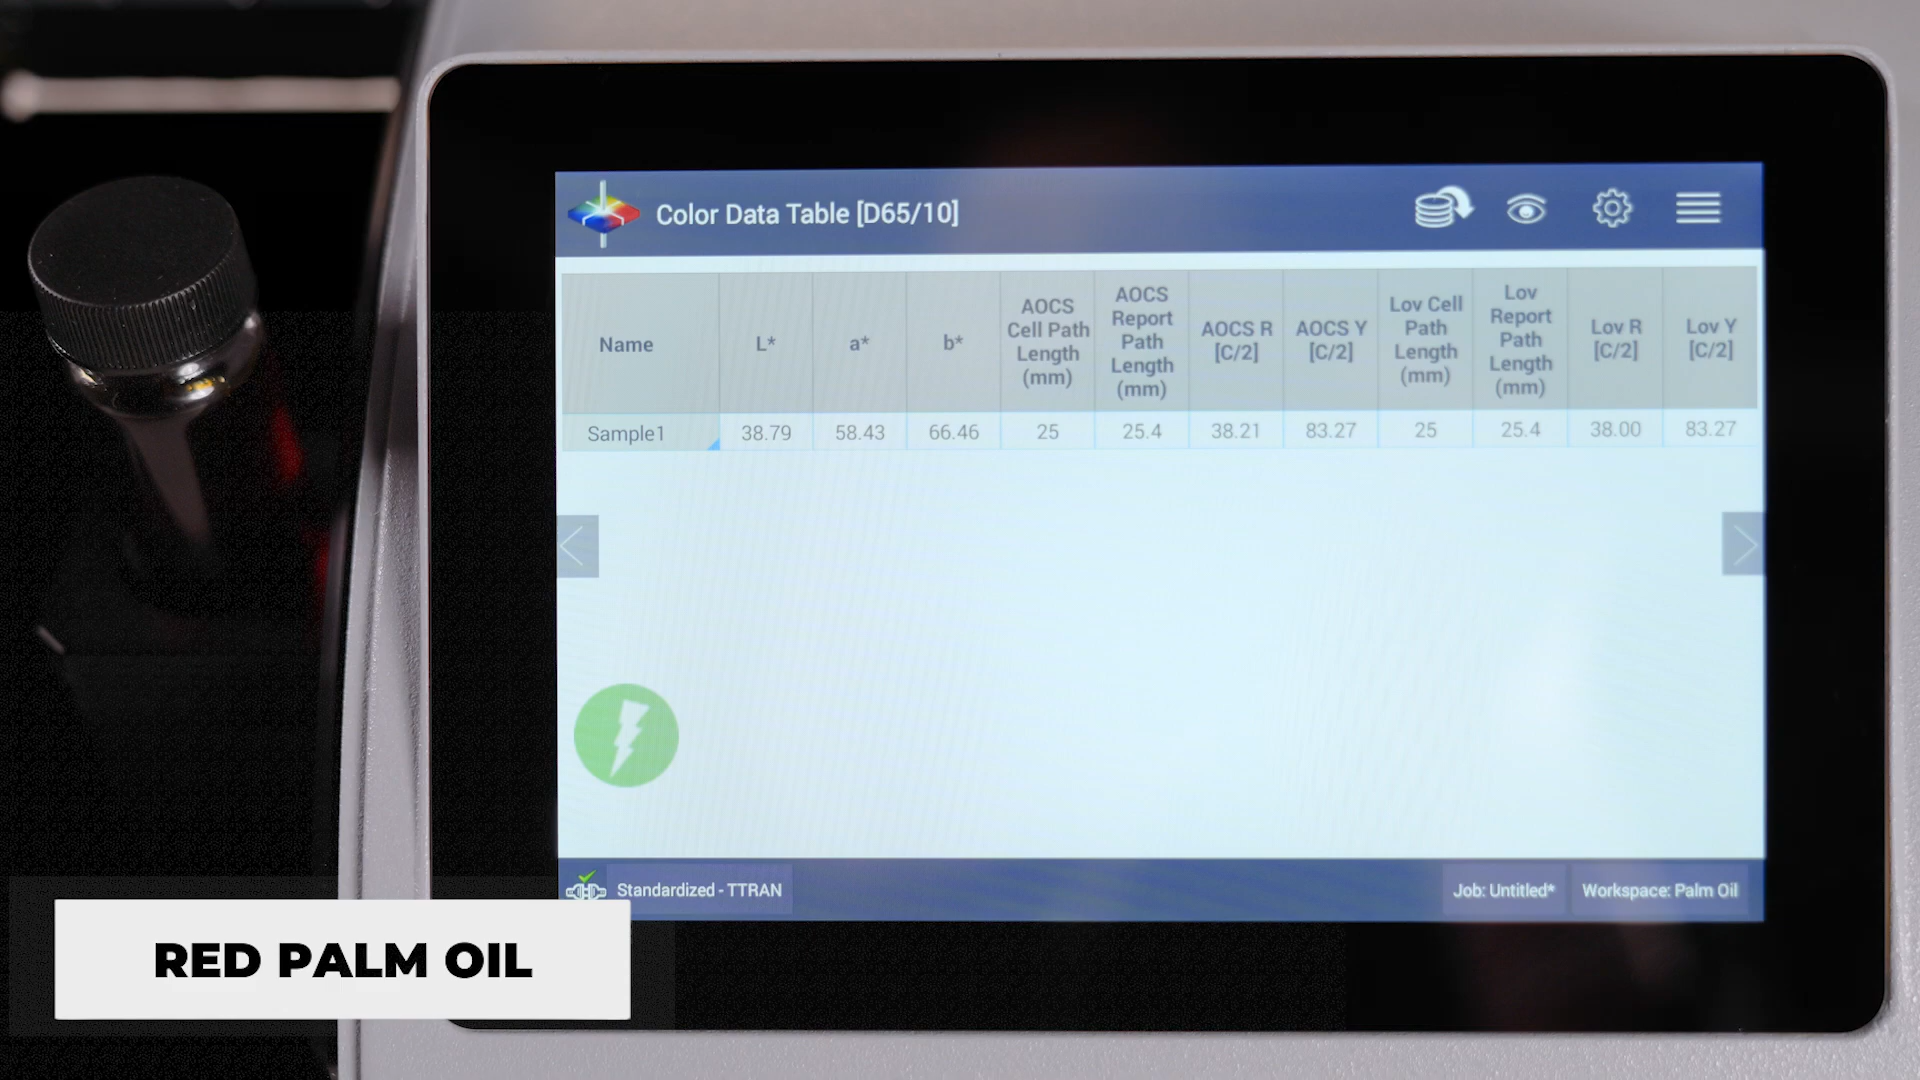 Color Data Table [D65/10]
Name
L*
a*
b*
AOCS
Cell Path
Length
(mm)
AOCS
Report
Path
Length
(mm)
AOCS R
[C/2]
AOCS Y
[C/2]
Lov Cell
Path
Length
(mm)
Lov
Report
Path
Length
(mm)
Lov R
[C/2]
Lov Y
[C/2]
Sample1 38.79 58.43 66.46 25 25.4 38.21 83.27 25 25.4 38.00 83.27
Standardized - TTRAN
Job: Untitled*
Workspace: Palm Oil
RED PALM OIL